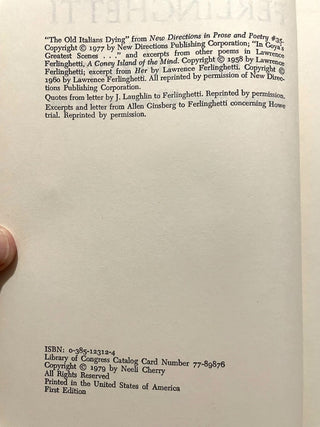 "The Old Italians Dying" from New Directions in Prose and Poetry #35.
Copyright © 1977 by New Directions Publishing Corporation; "In Goya's
Greatest Scenes . . ." and excerpts from other poems in Lawrence
Ferlinghetti, A Coney Island of the Mind. Copyright © 1958 by Lawrence
Ferlinghetti; excerpt from Her by Lawrence Ferlinghetti. Copyright ©
1960 by Lawrence Ferlinghetti. All reprinted by permission of New Direc-
tions Publishing Corporation.
Quotes from letter by J. Laughlin to Ferlinghetti. Reprinted by permission.
Excerpts and letter from Allen Ginsberg to Ferlinghetti concerning Howl
trial. Reprinted by permission.
ISBN: 0-385-12312-4
Library of Congress Catalog Card Number 77-89876
Copyright © 1979 by Neeli Cherry
All Rights Reserved
Printed in the United States of America
First Edition